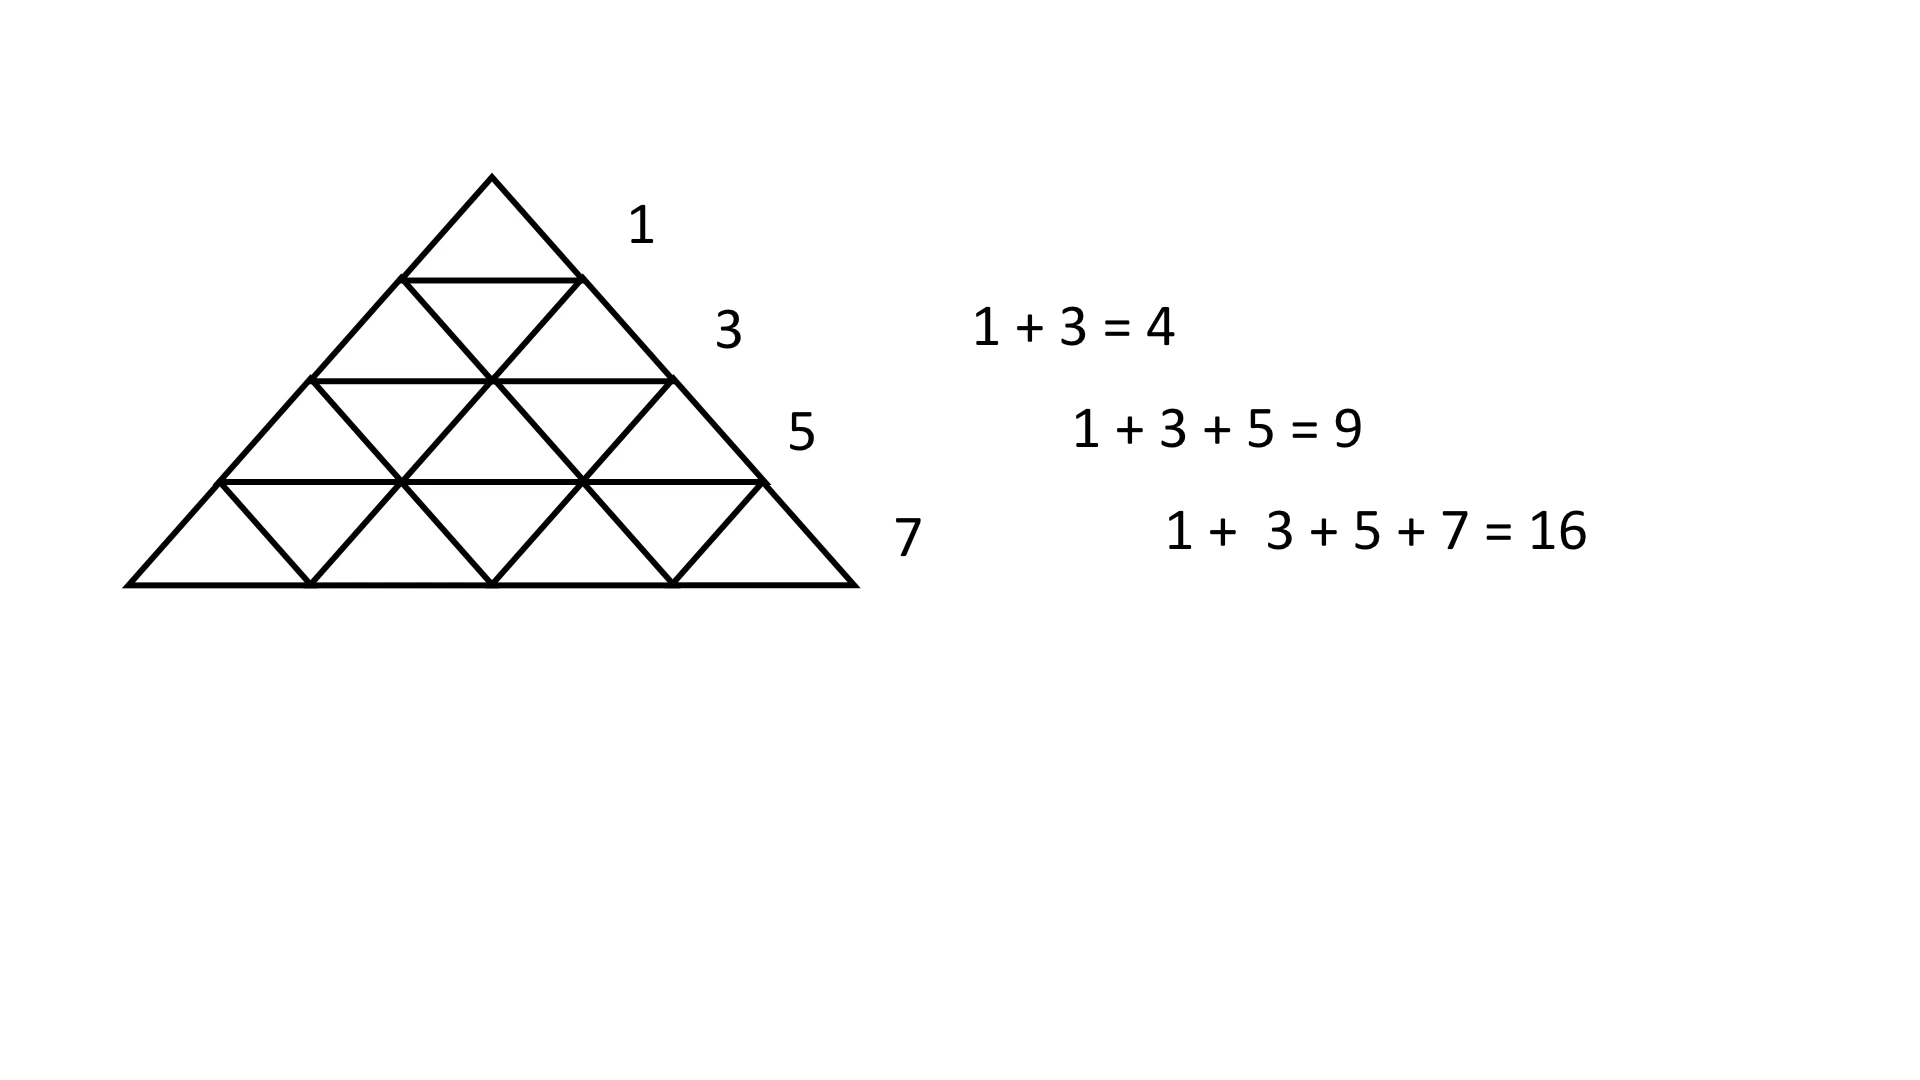 1
3
1 + 3 = 4
5
1 + 3 + 5 = 9
7
1 +  3 + 5 + 7 = 16